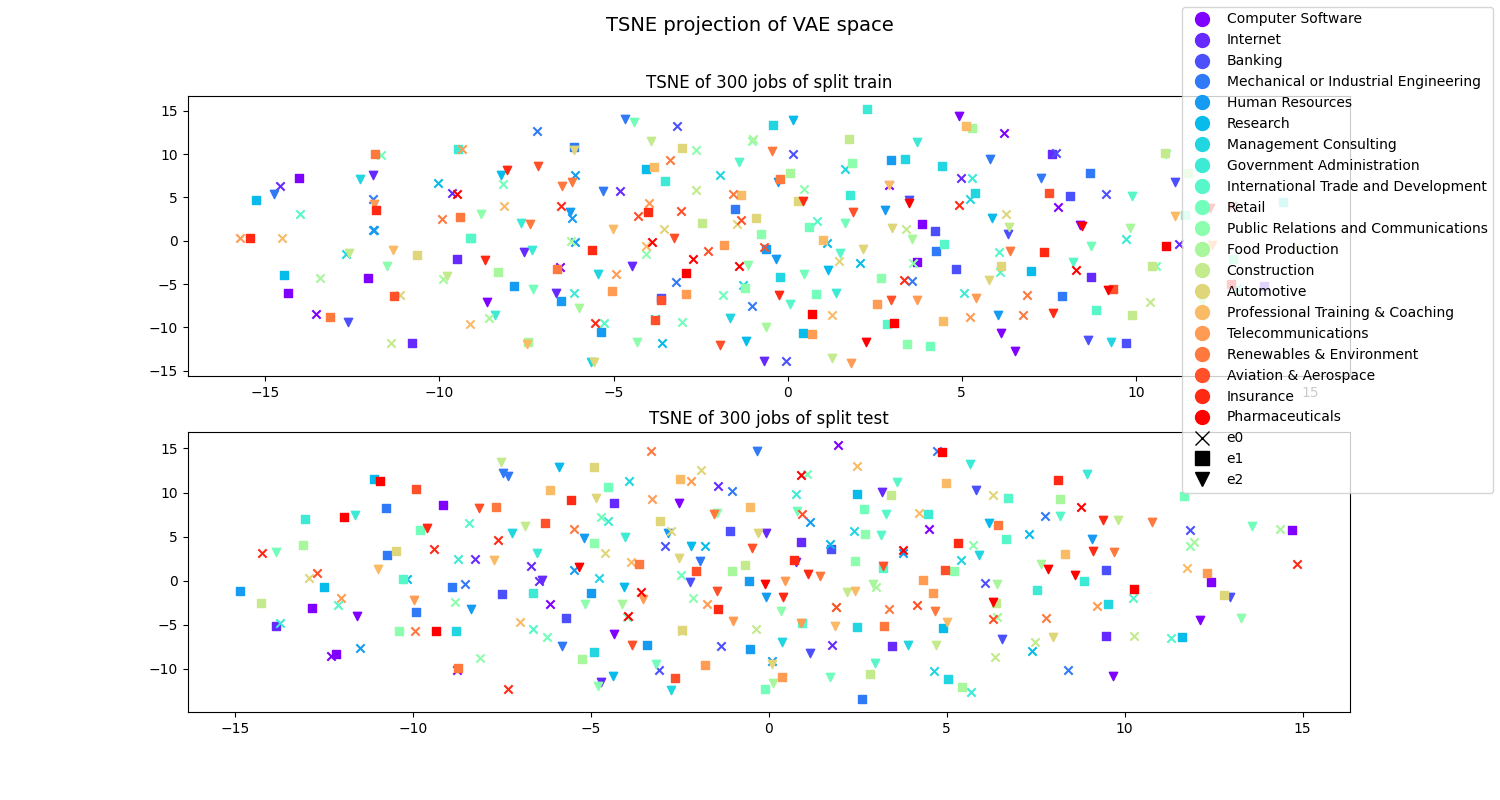 TSNE projection of VAE space
TSNE of 300 jobs of split train
15
10
5
0
−5
−10
−15
−15
−10
−5
0
5
10
15
TSNE of 300 jobs of split test
15
10
5
0
−5
−10
−15
−10
−5
0
5
10
15
Computer Software
Internet
Banking
Mechanical or Industrial Engineering
Human Resources
Research
Management Consulting
Government Administration
International Trade and Development
Retail
Public Relations and Communications
Food Production
Construction
Automotive
Professional Training & Coaching
Telecommunications
Renewables & Environment
Aviation & Aerospace
Insurance
Pharmaceuticals
e0
e1
e2